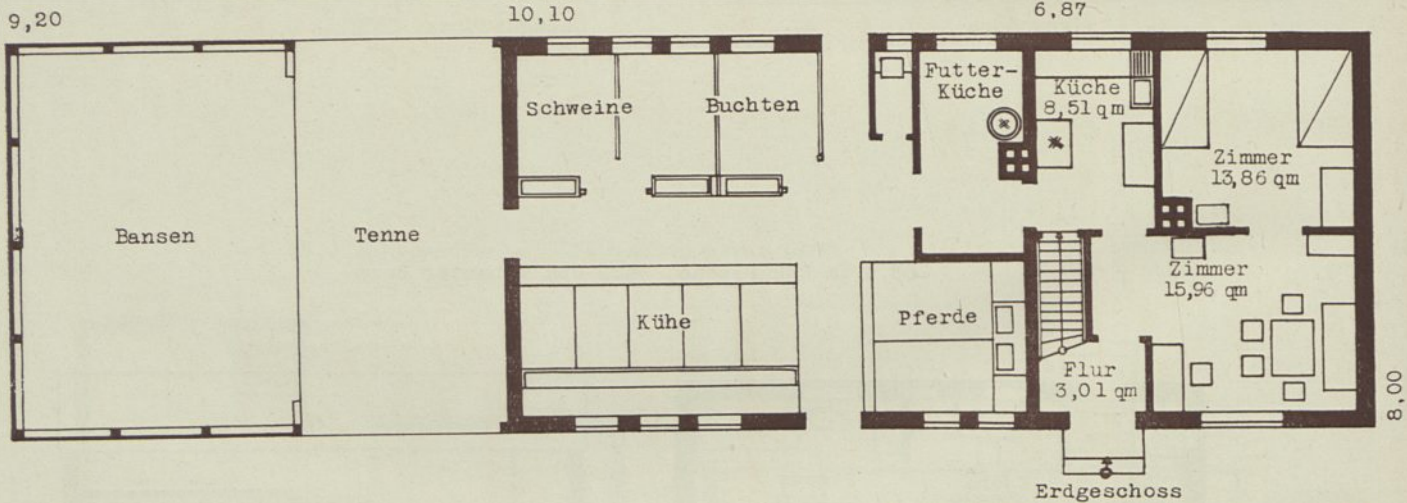 9,20
10,10
6,87
Futter-
Küche
Küche
8,51 qm
Schweine
Buchten
Zimmer
13,86 qm
Bansen
Tenne
Zimmer
15,96 qm
Kühe
Pferde
Flur
3,01 qm
8,00
Erdgeschoss